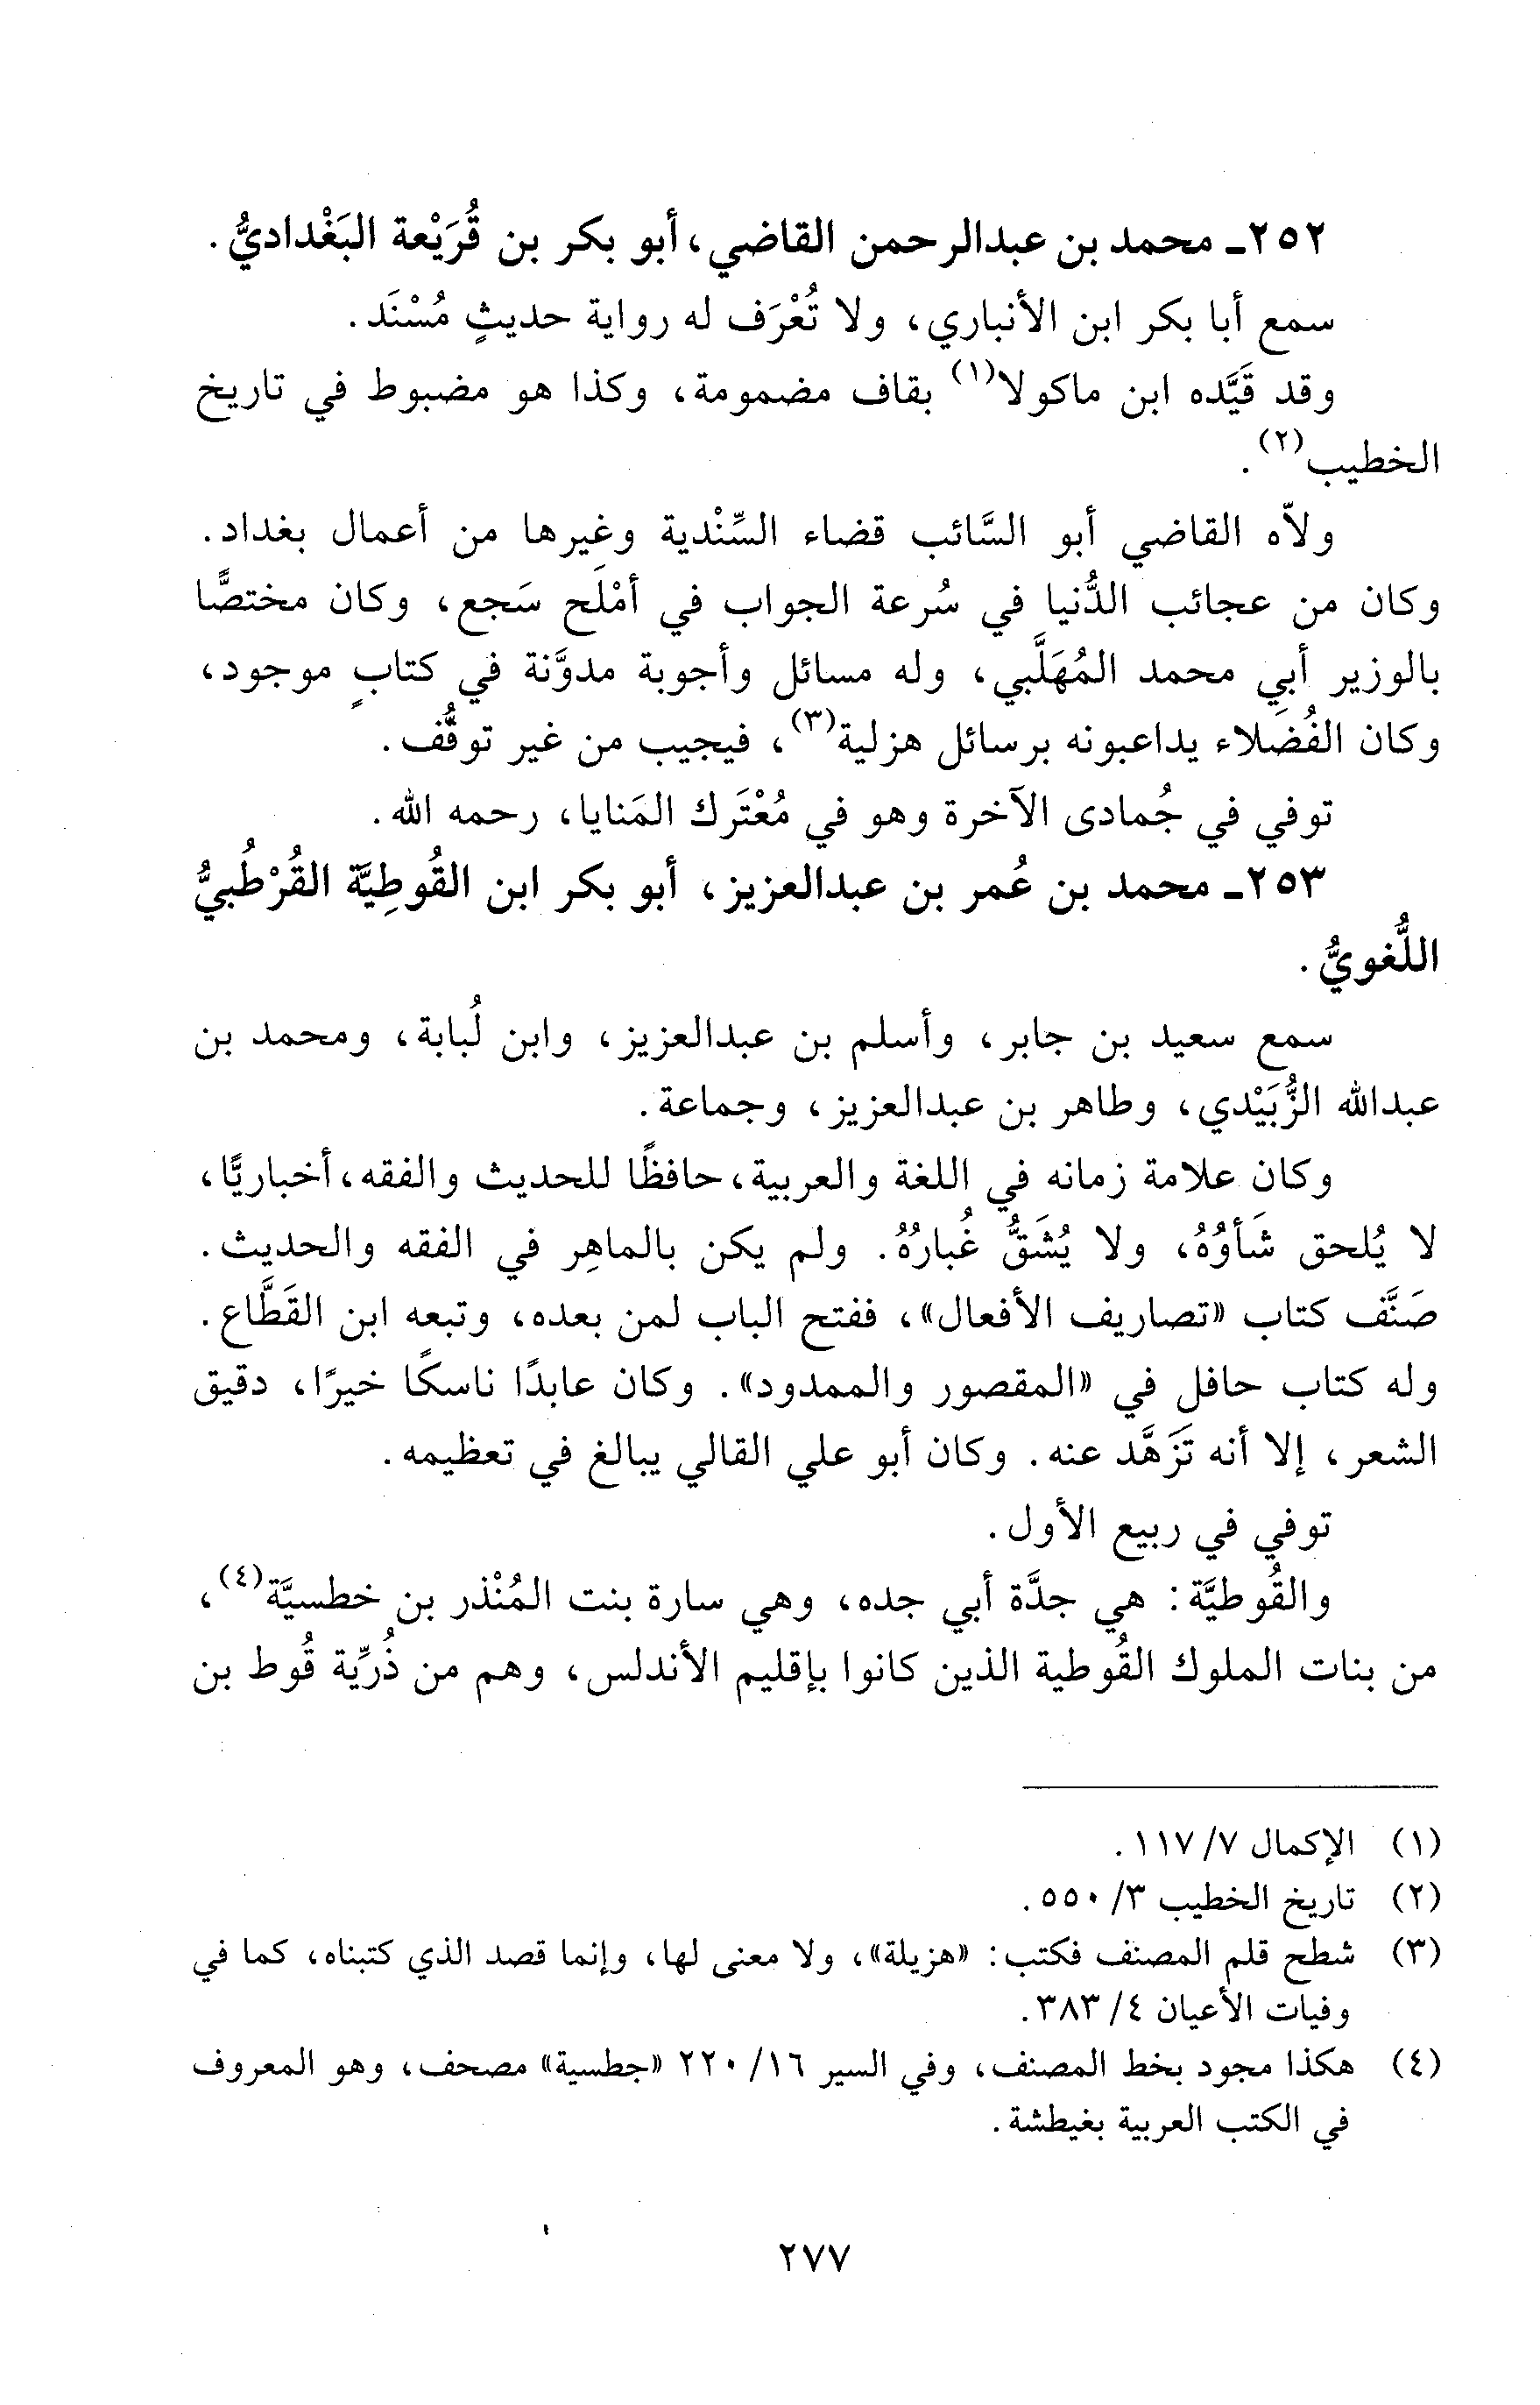 ٢٥٢ـ محمد بن عبدالرحمن القاضي، أبو بكر بن قُرَيْعة البَغْداديُّ.
سمع أبا بكر ابن الأنباري، ولا تُعْرَف له رواية حديثٍ مُسْنَد.
وقد قَيَّده ابن ماكولا(١) بقاف مضمومة، وكذا هو مضبوط في تاريخ
الخطيب(٢).
ولاّه القاضي أبو السَّائب قضاء السِّنْدية وغيرها من أعمال بغداد.
وكان من عجائب الدُّنيا في سُرعة الجواب في أمْلَح سَجع، وكان مختصًّا
بالوزير أبي محمد المُهَلَّبي، وله مسائل وأجوبة مدوَّنة في كتابٍ موجود،
وكان الفُضَلاء يداعبونه برسائل هزلية(٣)، فيجيب من غير توقُّف.
توفي في جُمادى الآخرة وهو في مُعْتَرك المَنايا، رحمه الله.
٢٥٣ـ محمد بن عُمر بن عبدالعزيز، أبو بكر ابن القُوطِيَّة القُرْطُبيُّ
اللُّغويُّ.
سمع سعيد بن جابر، وأسلم بن عبدالعزيز، وابن لُبابة، ومحمد بن
عبدالله الزُّبَيْدي، وطاهر بن عبدالعزيز، وجماعة.
وكان علامة زمانه في اللغة والعربية، حافظًا للحديث والفقه، أخباريًّا،
لا يُلحق شَأوُهُ، ولا يُشَقُّ غُبارُهُ. ولم يكن بالماهِر في الفقه والحديث.
صَنَّف كتاب «تصاريف الأفعال»، ففتح الباب لمن بعده، وتبعه ابن القَطَّاع.
وله كتاب حافل في «المقصور والممدود». وكان عابدًا ناسكًا خيرًا، دقيق
الشعر، إلا أنه تَزَهَّد عنه. وكان أبو علي القالي يبالغ في تعظيمه.
توفي في ربيع الأول.
والقُوطيَّة: هي جدَّة أبي جده، وهي سارة بنت المُنْذر بن خطسيَّة(٤)،
من بنات الملوك القُوطية الذين كانوا بإقليم الأندلس، وهم من ذُرِّية قُوط بن
(١) الإكمال ٧/ ١١٧.
(٢) تاريخ الخطيب ٣/ ٥٥٠.
(٣) شطح قلم المصنف فكتب: «هزيلة»، ولا معنى لها، وإنما قصد الذي كتبناه، كما في
وفيات الأعيان ٤/ ٣٨٣.
(٤) هكذا مجود بخط المصنف، وفي السير ١٦/ ٢٢٠ «جطسية» مصحف، وهو المعروف
في الكتب العربية بغيطشة.
٢٧٧